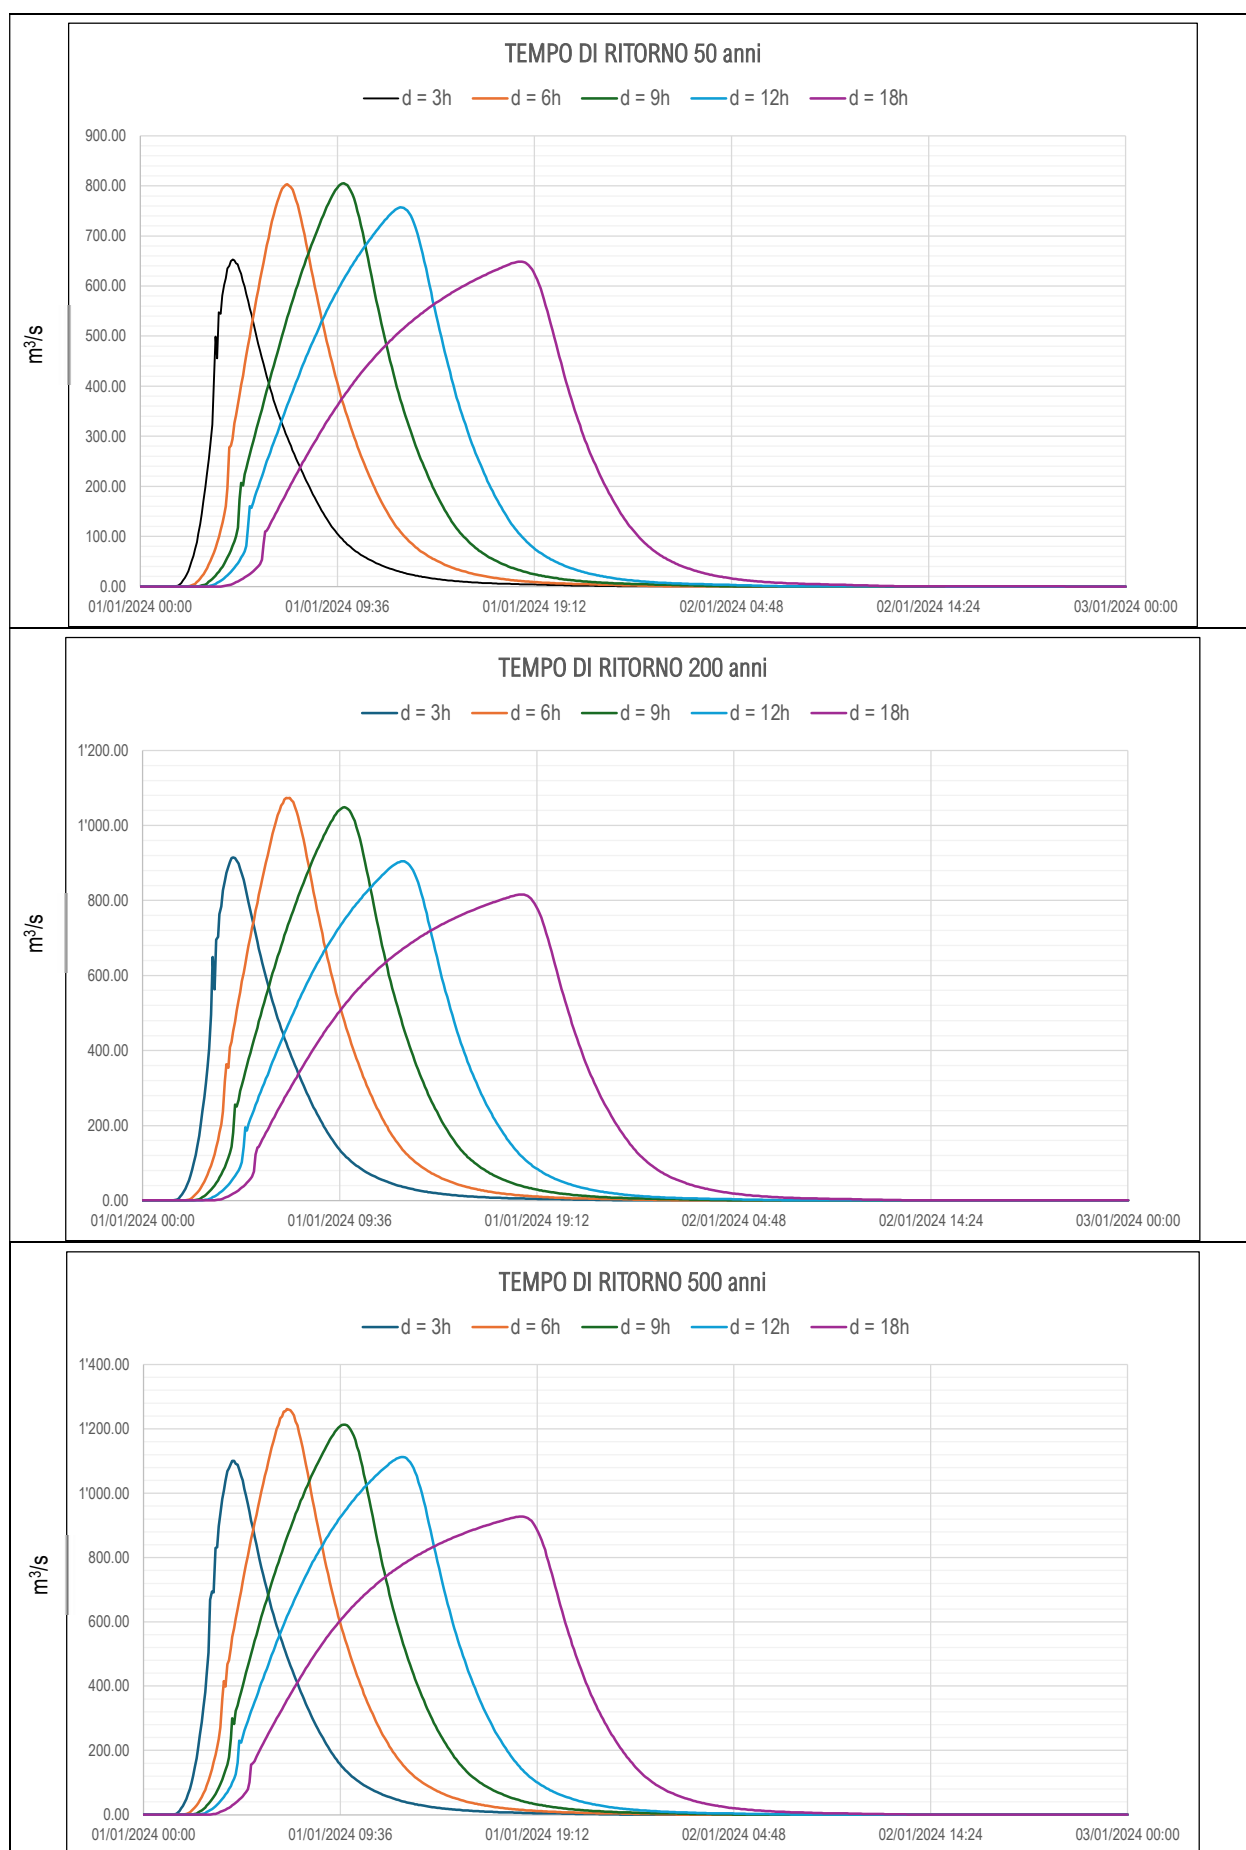 TEMPO DI RITORNO 50 anni
d = 3h d = 6h d = 9h d = 12h d = 18h
900.00
800.00
700.00
600.00
500.00
400.00
300.00
200.00
100.00
0.00
m³/s
01/01/2024 00:00 01/01/2024 09:36 01/01/2024 19:12 02/01/2024 04:48 02/01/2024 14:24 03/01/2024 00:00
TEMPO DI RITORNO 200 anni
d = 3h d = 6h d = 9h d = 12h d = 18h
1'200.00
1'000.00
800.00
600.00
400.00
200.00
0.00
m³/s
01/01/2024 00:00 01/01/2024 09:36 01/01/2024 19:12 02/01/2024 04:48 02/01/2024 14:24 03/01/2024 00:00
TEMPO DI RITORNO 500 anni
d = 3h d = 6h d = 9h d = 12h d = 18h
1'400.00
1'200.00
1'000.00
800.00
600.00
400.00
200.00
0.00
m³/s
01/01/2024 00:00 01/01/2024 09:36 01/01/2024 19:12 02/01/2024 04:48 02/01/2024 14:24 03/01/2024 00:00